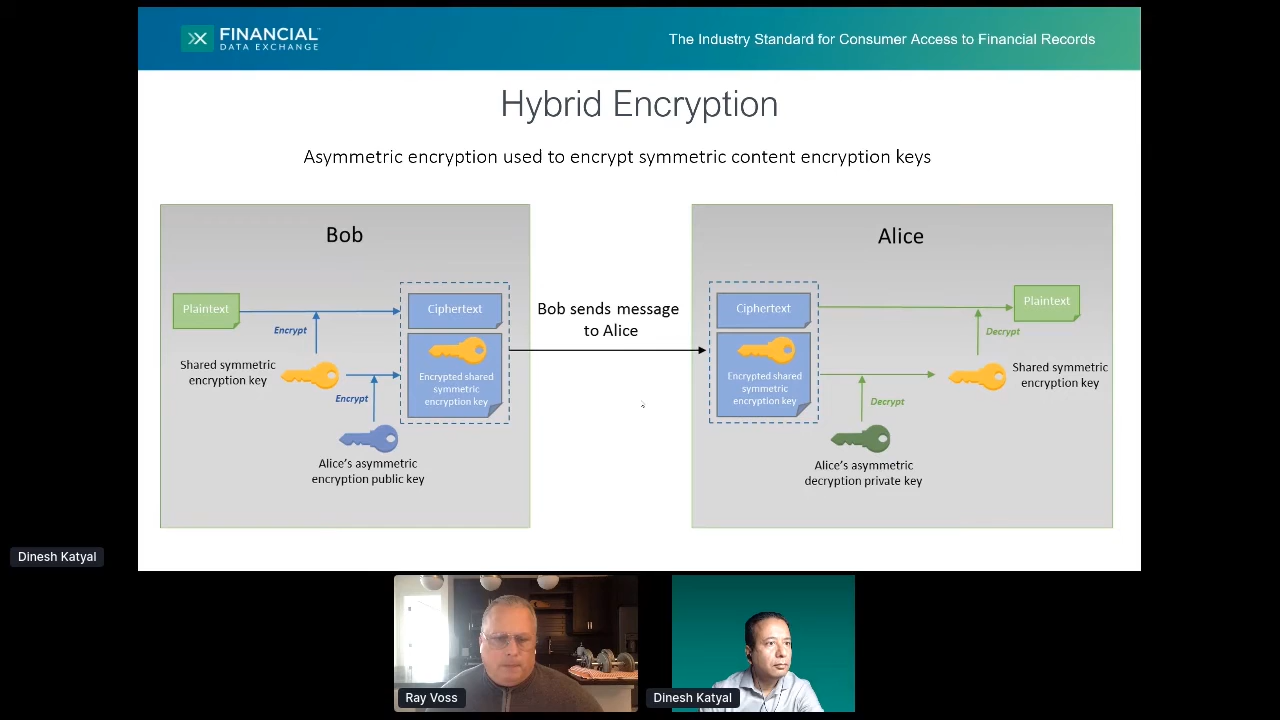 FINANCIAL
DATA EXCHANGE
The Industry Standard for Consumer Access to Financial Records
Hybrid Encryption
Asymmetric encryption used to encrypt symmetric content encryption keys
Bob
Plaintext
Encrypt
Ciphertext
Shared symmetric
encryption key
Encrypt
Encrypted shared
symmetric
encryption key
Alice's asymmetric
encryption public key
Bob sends message
to Alice
Alice
Ciphertext
Plaintext
Decrypt
Encrypted shared
symmetric
encryption key
Shared symmetric
encryption key
Decrypt
Alice's asymmetric
decryption private key
Dinesh Katyal
Ray Voss
Dinesh Katyal